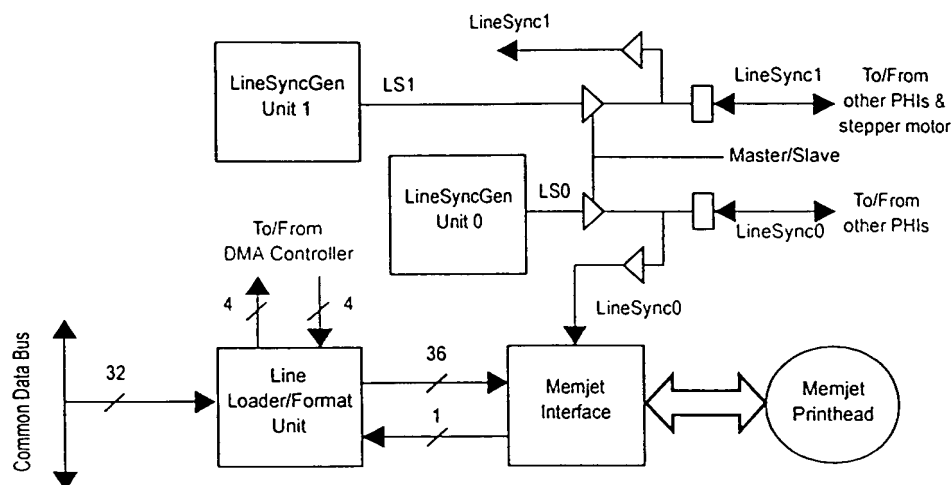 LineSync1
LineSyncGen
Unit 1
LS1
LineSync1
To/From
other PHIs &
stepper motor
Master/Slave
LineSyncGen
Unit 0
LS0
To/From
other PHIs
LineSync0
To/From
DMA Controller
4
4
LineSync0
Common Data Bus
32
Line
Loader/Format
Unit
36
1
Memjet
Interface
Memjet
Printhead